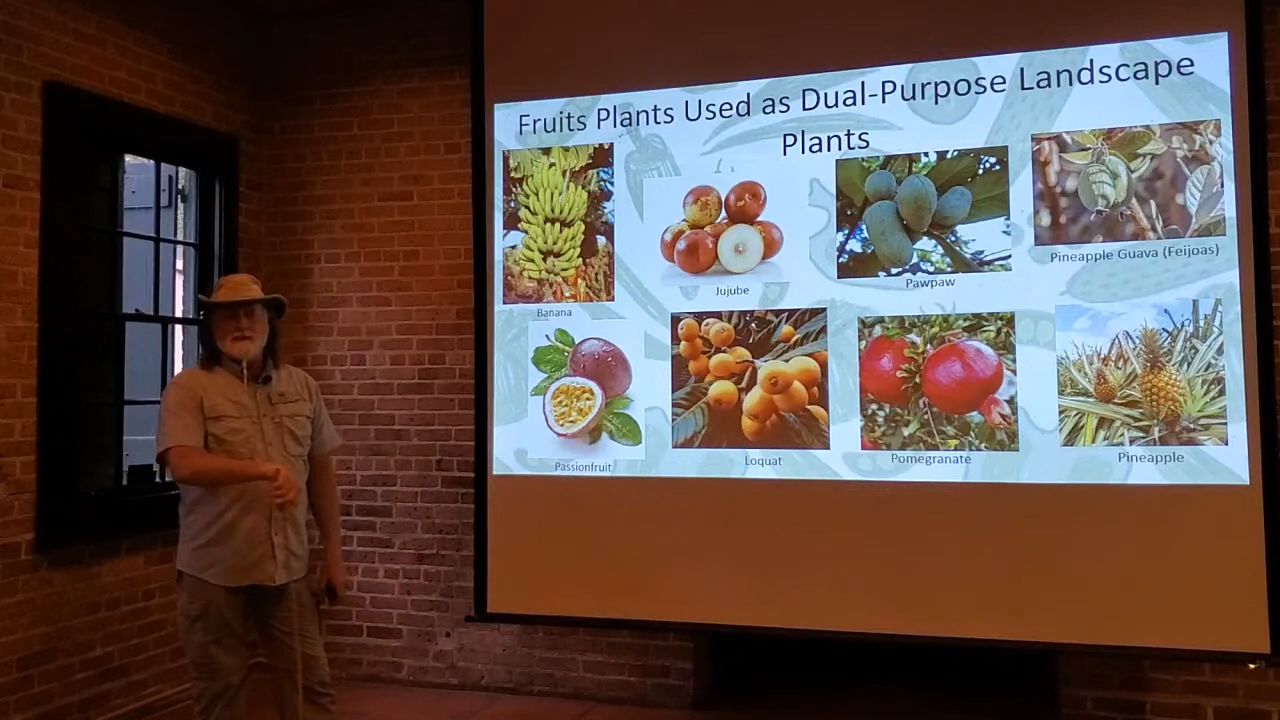 Fruits Plants Used as Dual-Purpose Landscape
Plants
Banana
Jujube
Pawpaw
Pineapple Guava (Feijoas)
Passionfruit
Loquat
Pomegranate
Pineapple